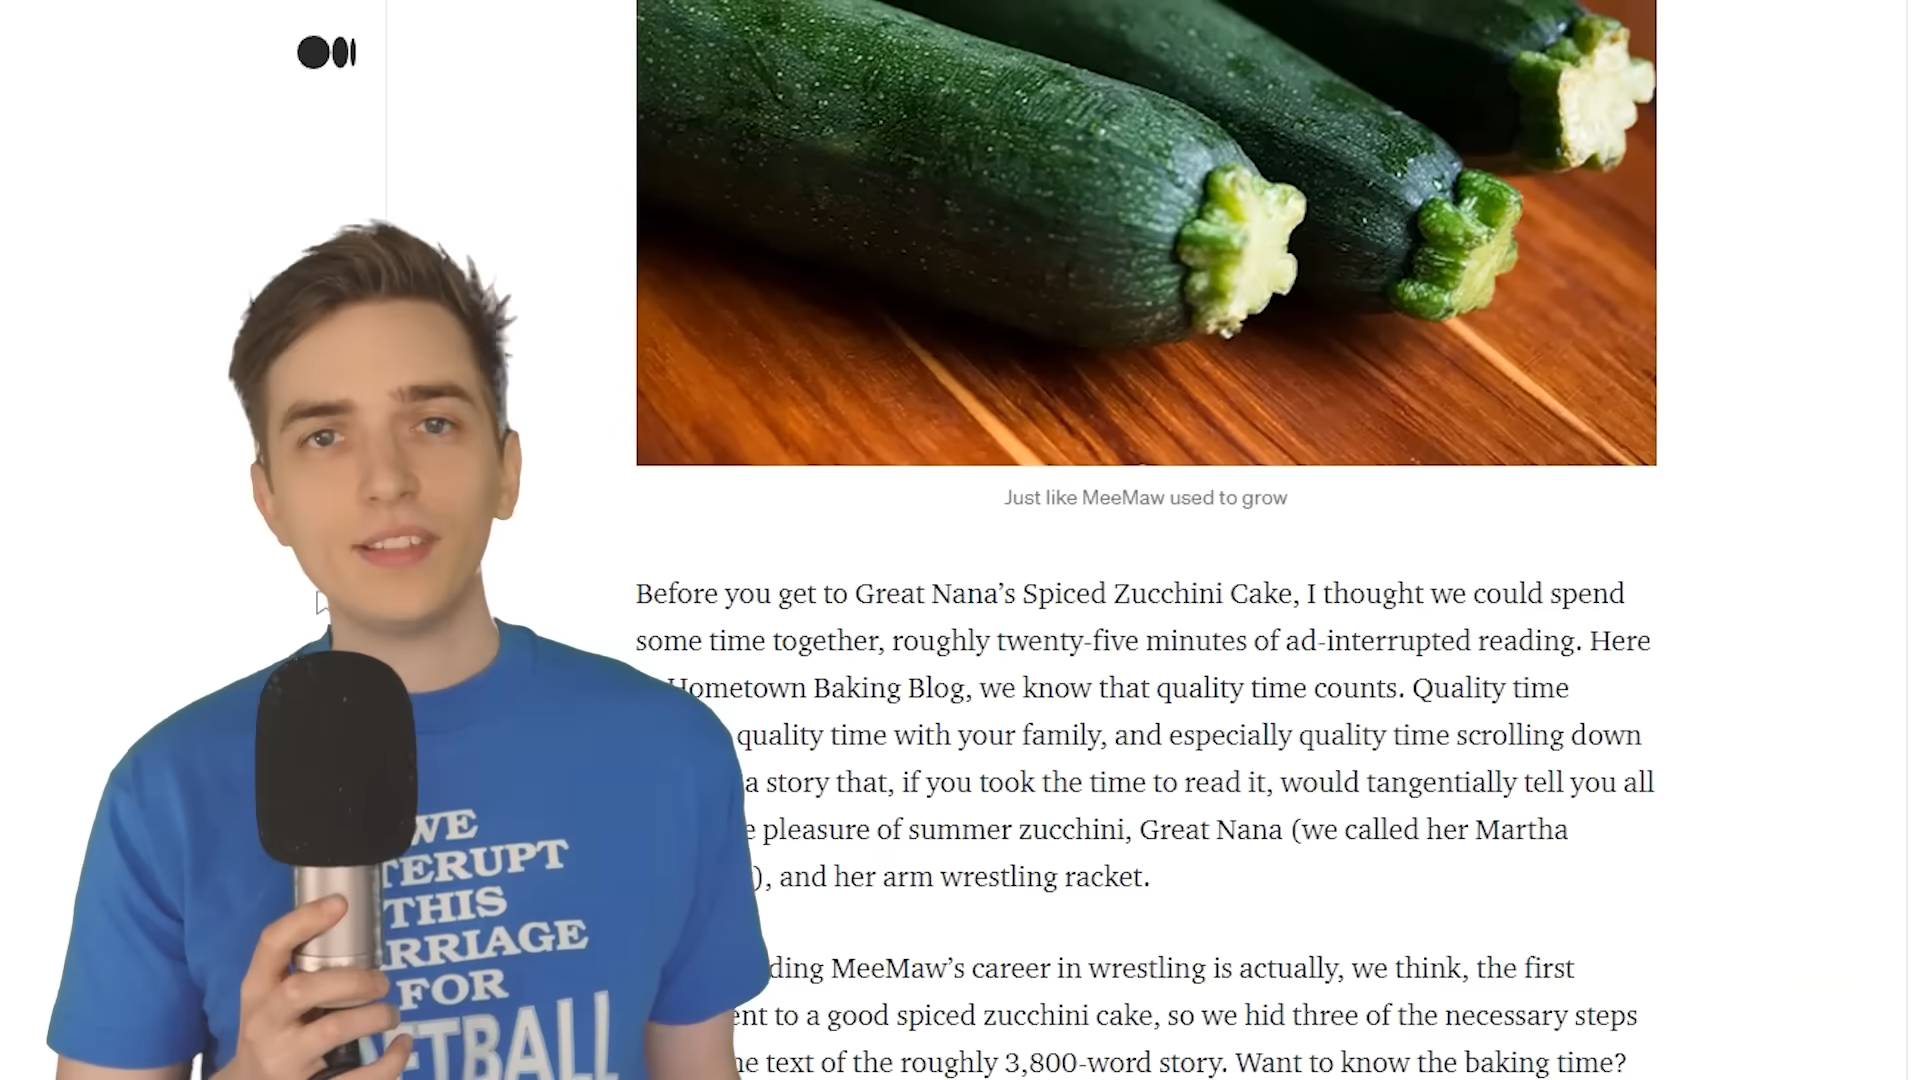 Just like MeeMaw used to grow
Before you get to Great Nana’s Spiced Zucchini Cake, I thought we could spend
some time together, roughly twenty-five minutes of ad-interrupted reading. Here
Hometown Baking Blog, we know that quality time counts. Quality time
quality time with your family, and especially quality time scrolling down
a story that, if you took the time to read it, would tangentially tell you all
pleasure of summer zucchini, Great Nana (we called her Martha
), and her arm wrestling racket.
MeeMaw’s career in wrestling is actually, we think, the first
to a good spiced zucchini cake, so we hid three of the necessary steps
text of the roughly 3,800-word story. Want to know the baking time?
WE
TERUPT
THIS
RRIAGE
FOR
FTBALL